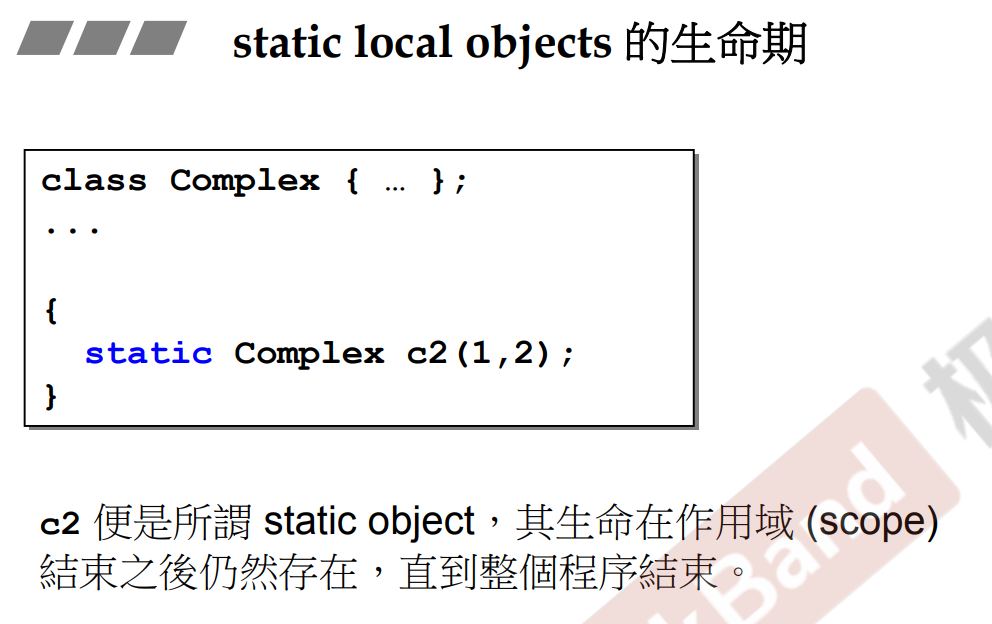 static local objects 的生命期
class Complex { … };
...
{
static Complex c2(1,2);
}
c2 便是所謂 static object，其生命在作用域 (scope)
結束之後仍然存在，直到整個程序結束。
kBand
极